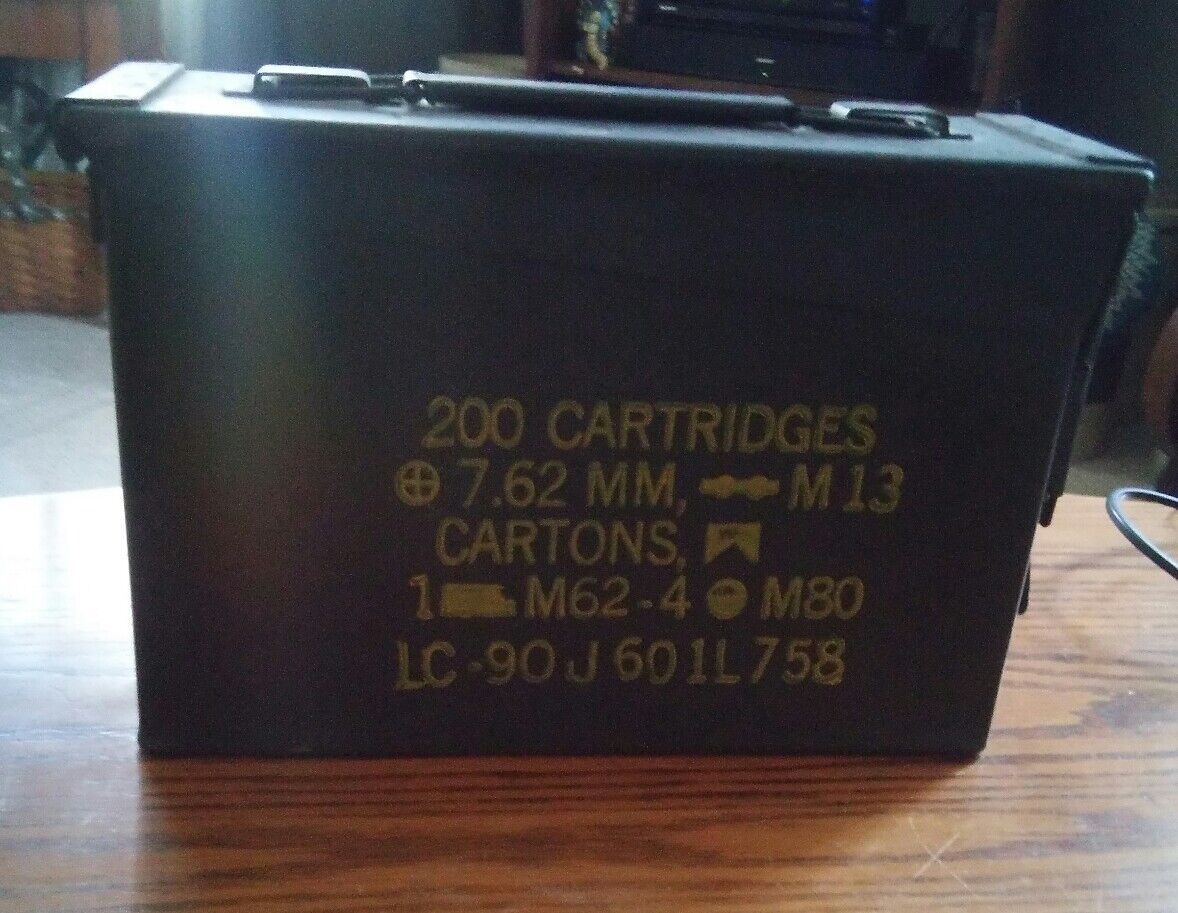 200 CARTRIDGES
7.62 MM, M13
CARTONS,
1 M62-4 M80
LC-90J601L758